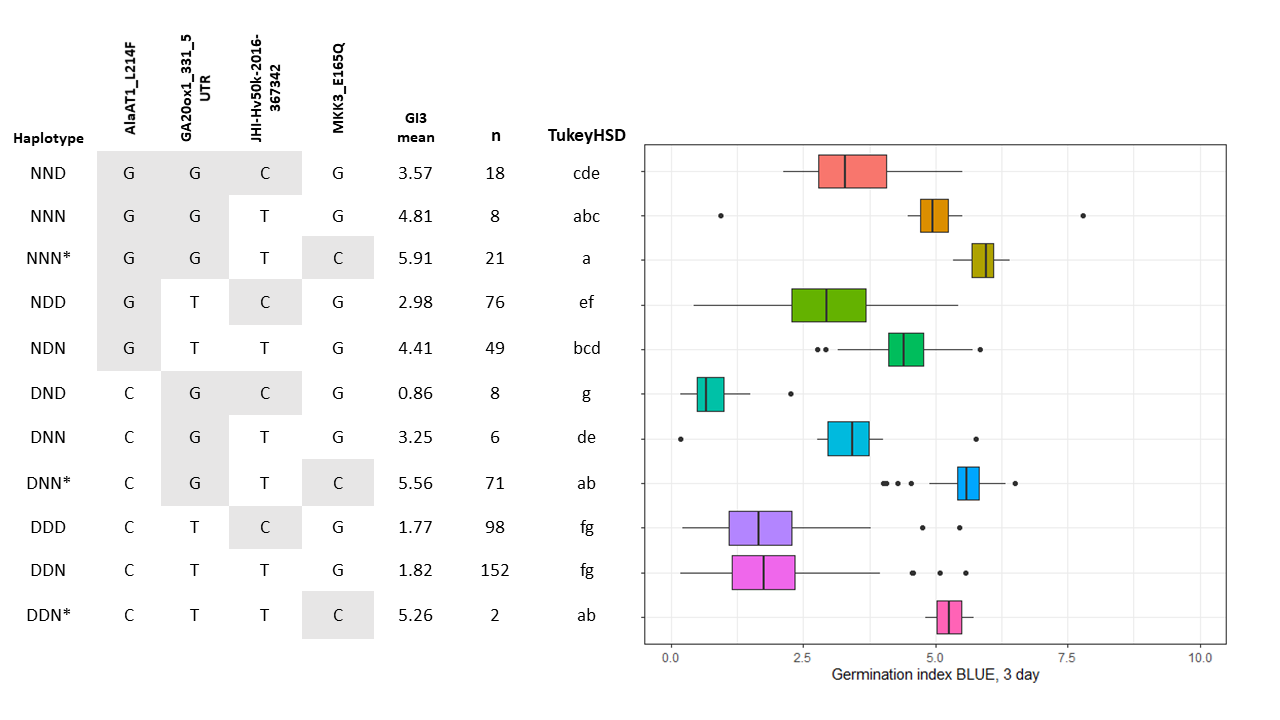 AlaAT1_L214F
GA20ox1_331_5
UTR
JHI-Hv50k-2016-
367342
MKK3_E165Q
Haplotype
GI3
mean
n
TukeyHSD
NND G G C G 3.57 18 cde
NNN G G T G 4.81 8 abc
NNN* G G T C 5.91 21 a
NDD G T C G 2.98 76 ef
NDN G T T G 4.41 49 bcd
DND C G C G 0.86 8 g
DNN C G T G 3.25 6 de
DNN* C G T C 5.56 71 ab
DDD C T C G 1.77 98 fg
DDN C T T G 1.82 152 fg
DDN* C T T C 5.26 2 ab
0.0 2.5 5.0 7.5 10.0
Germination index BLUE, 3 day